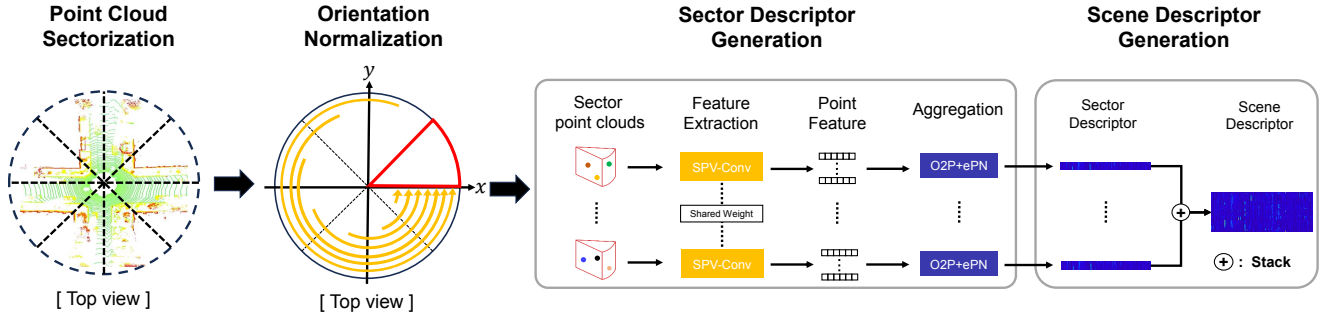 Point Cloud
Sectorization
Orientation
Normalization
Sector Descriptor
Generation
Scene Descriptor
Generation
y
x
[ Top view ]
[ Top view ]
Sector
point clouds
Feature
Extraction
Point
Feature
Aggregation
Sector
Descriptor
Scene
Descriptor
SPV-Conv
O2P+ePN
Shared Weight
SPV-Conv
O2P+ePN
+
+ : Stack